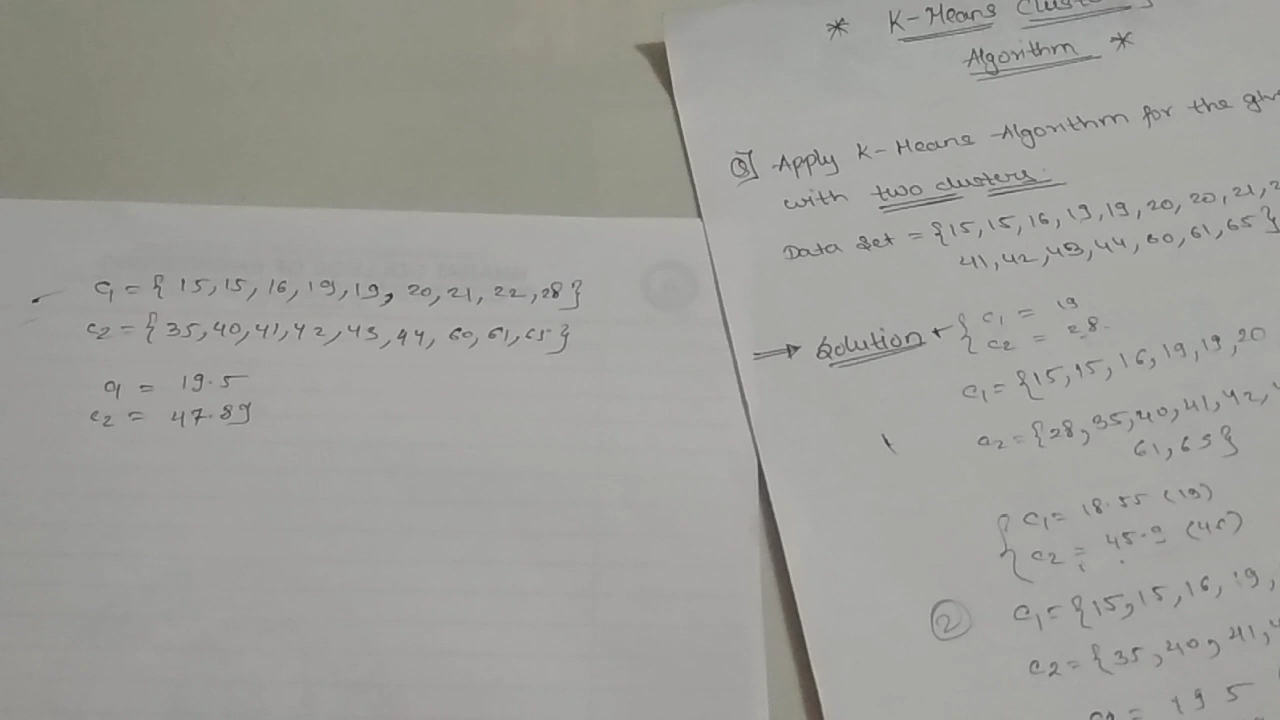 C1 = { 15, 15, 16, 19, 19, 20, 21, 22, 28 }
C2 = { 35, 40, 41, 42, 43, 44, 60, 61, 65 }
C1 = 19.5
C2 = 47.89
* K-Means
Algorithm *
Q] Apply K-Means Algorithm for the
with two clusters.
Data Set = {15, 15, 16, 19, 19, 20, 20, 21,
41, 42, 43, 44, 60, 61, 65}
⇒ Solution → { C1 = 19
C2 = 28.
C1 = {15, 15, 16, 19, 19, 20
C2 = {28, 35, 40, 41, 42,
61, 65}
{ C1 = 18.55 (19)
C2 = 45.9
② C1 = {15, 15, 16, 19,
C2 = {35, 40, 41,
19 5